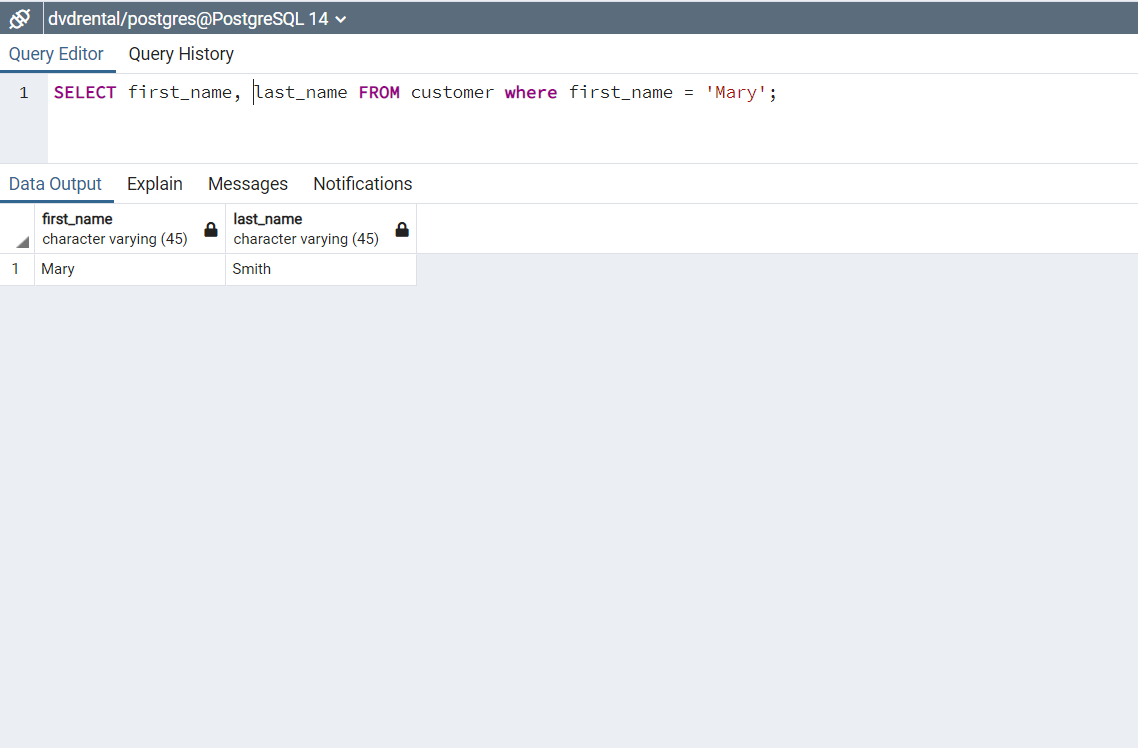 dvdrental/postgres@PostgreSQL 14
Query Editor Query History
1 SELECT first_name, last_name FROM customer where first_name = 'Mary';
Data Output Explain Messages Notifications
first_name last_name
character varying (45) character varying (45)
1 Mary Smith